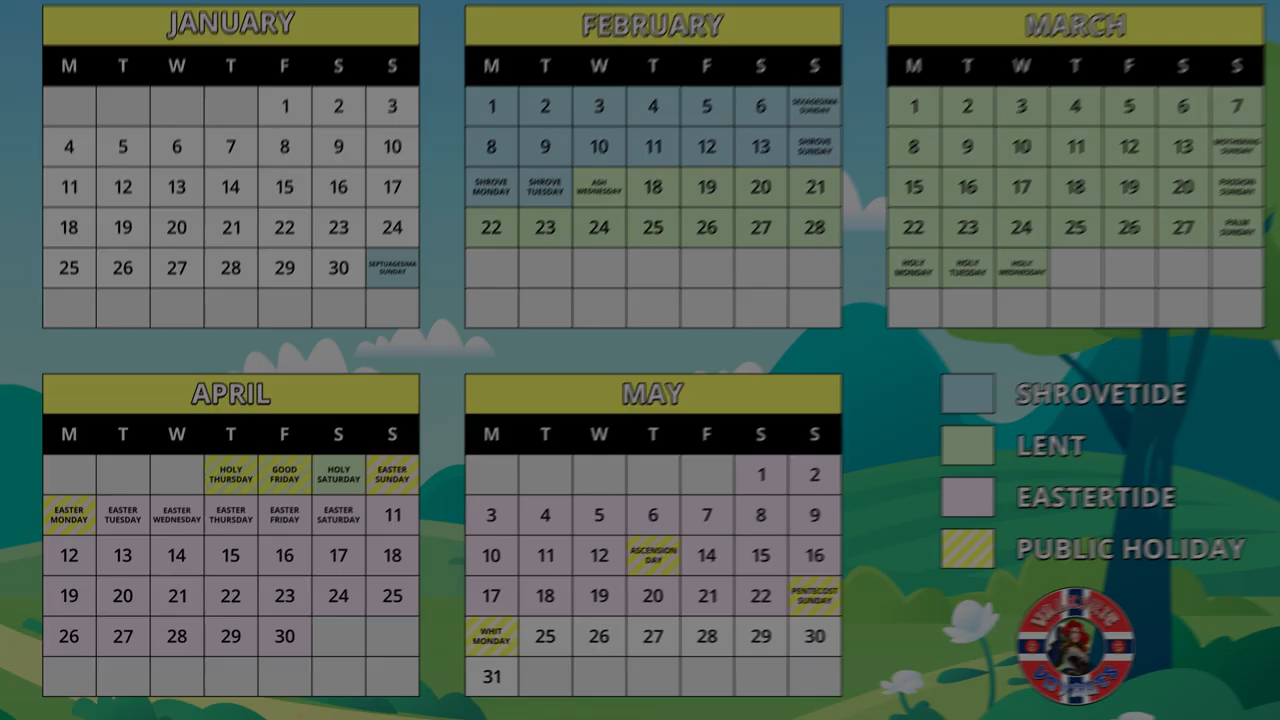 JANUARY
M T W T F S S
1 2 3
4 5 6 7 8 9 10
11 12 13 14 15 16 17
18 19 20 21 22 23 24
25 26 27 28 29 30 SEPTUAGESIMA SUNDAY
FEBRUARY
M T W T F S S
1 2 3 4 5 6 SEXAGESIMA SUNDAY
8 9 10 11 12 13 SHROVE SUNDAY
SHROVE MONDAY SHROVE TUESDAY ASH WEDNESDAY 18 19 20 21
22 23 24 25 26 27 28
MARCH
M T W T F S S
1 2 3 4 5 6 7
8 9 10 11 12 13 MOTHERING SUNDAY
15 16 17 18 19 20 PASSION SUNDAY
22 23 24 25 26 27 PALM SUNDAY
HOLY MONDAY HOLY TUESDAY HOLY WEDNESDAY
APRIL
M T W T F S S
HOLY THURSDAY GOOD FRIDAY HOLY SATURDAY EASTER SUNDAY
EASTER MONDAY EASTER TUESDAY EASTER WEDNESDAY EASTER THURSDAY EASTER FRIDAY EASTER SATURDAY 11
12 13 14 15 16 17 18
19 20 21 22 23 24 25
26 27 28 29 30
MAY
M T W T F S S
1 2
3 4 5 6 7 8 9
10 11 12 ASCENSION DAY 14 15 16
17 18 19 20 21 22 PENTECOST SUNDAY
WHIT MONDAY 25 26 27 28 29 30
31
SHROVETIDE
LENT
EASTERTIDE
PUBLIC HOLIDAY